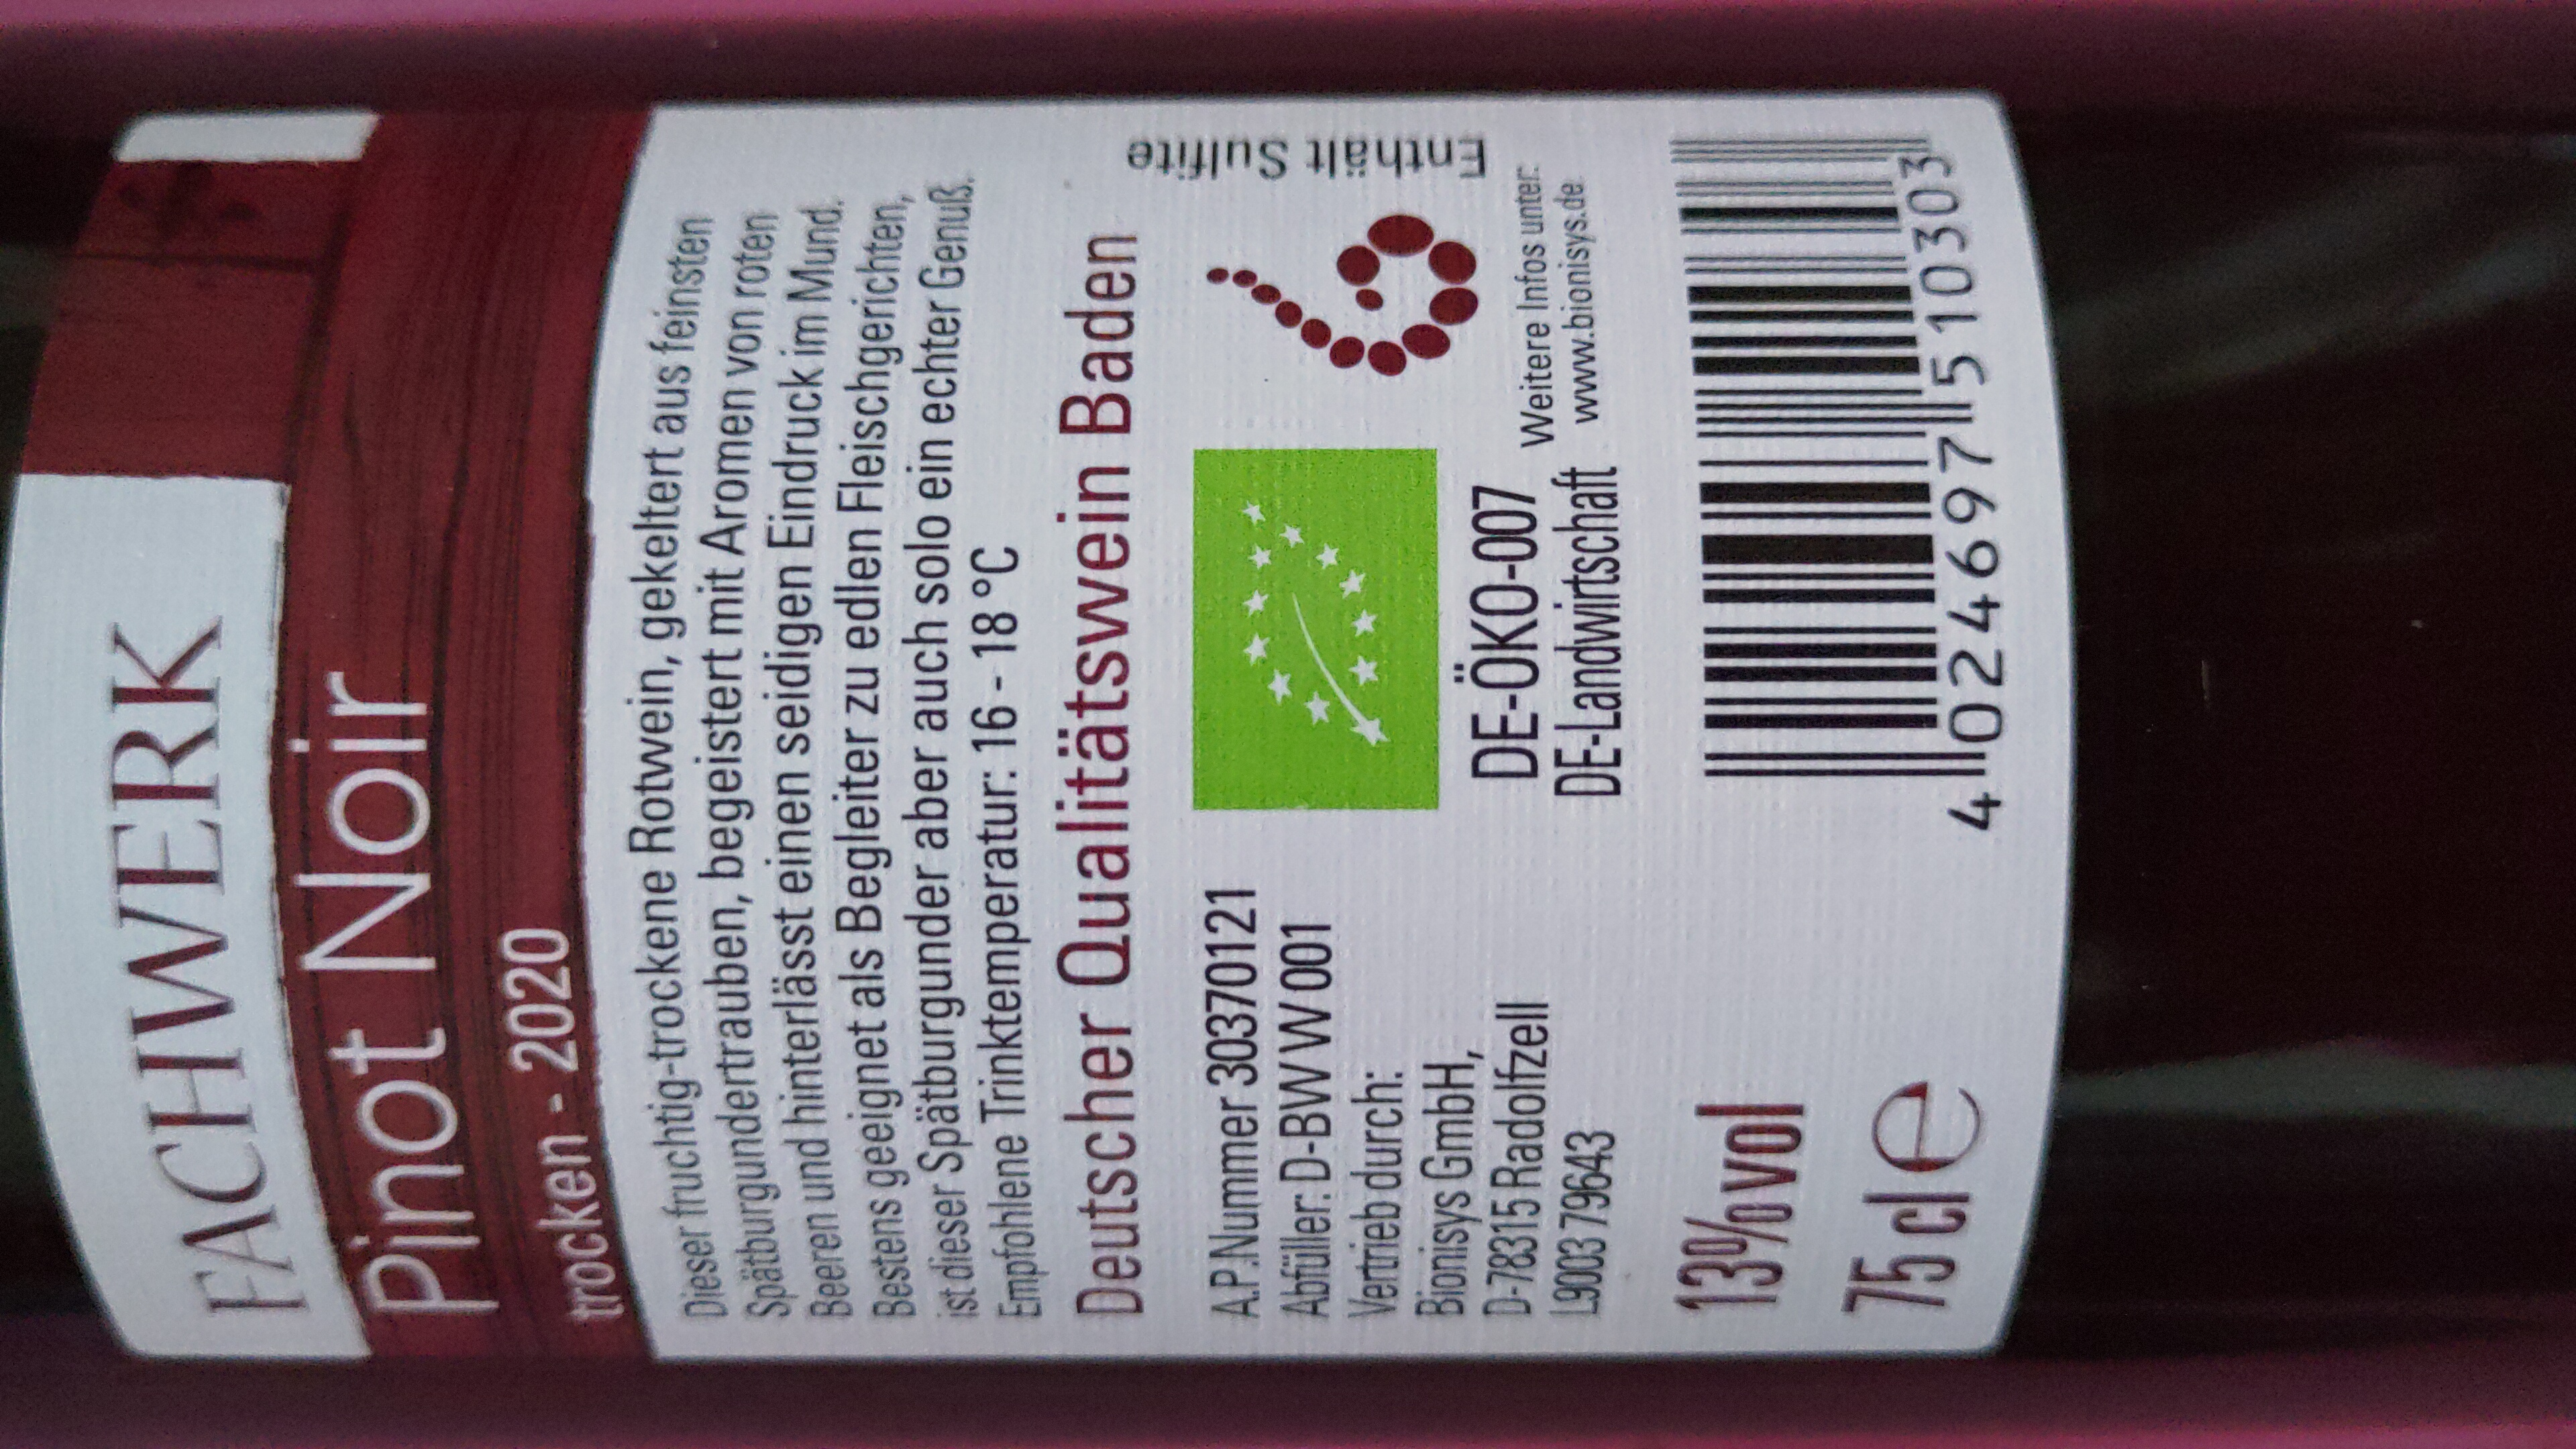 FACHWERK
Pinot Noir
trocken - 2020
Dieser fruchtig-trockene Rotwein, gekeltert aus feinsten
Spätburgundertrauben, begeistert mit Aromen von roten
Beeren und hinterlässt einen seidigen Eindruck im Mund.
Bestens geeignet als Begleiter zu edlen Fleischgerichten,
ist dieser Spätburgunder aber auch solo ein echter Genuß.
Empfohlene Trinktemperatur: 16 - 18 °C
Deutscher Qualitätswein Baden
A.P.Nummer 30370121
Abfüller: D-BW W 001
Vertrieb durch:
Bionisys GmbH,
D-78315 Radolfzell
L9003 79643
DE-ÖKO-007
DE-Landwirtschaft
Enthält Sulfite
Weitere Infos unter:
www.bionisys.de
13%vol
75 cl e
4 024697 510303